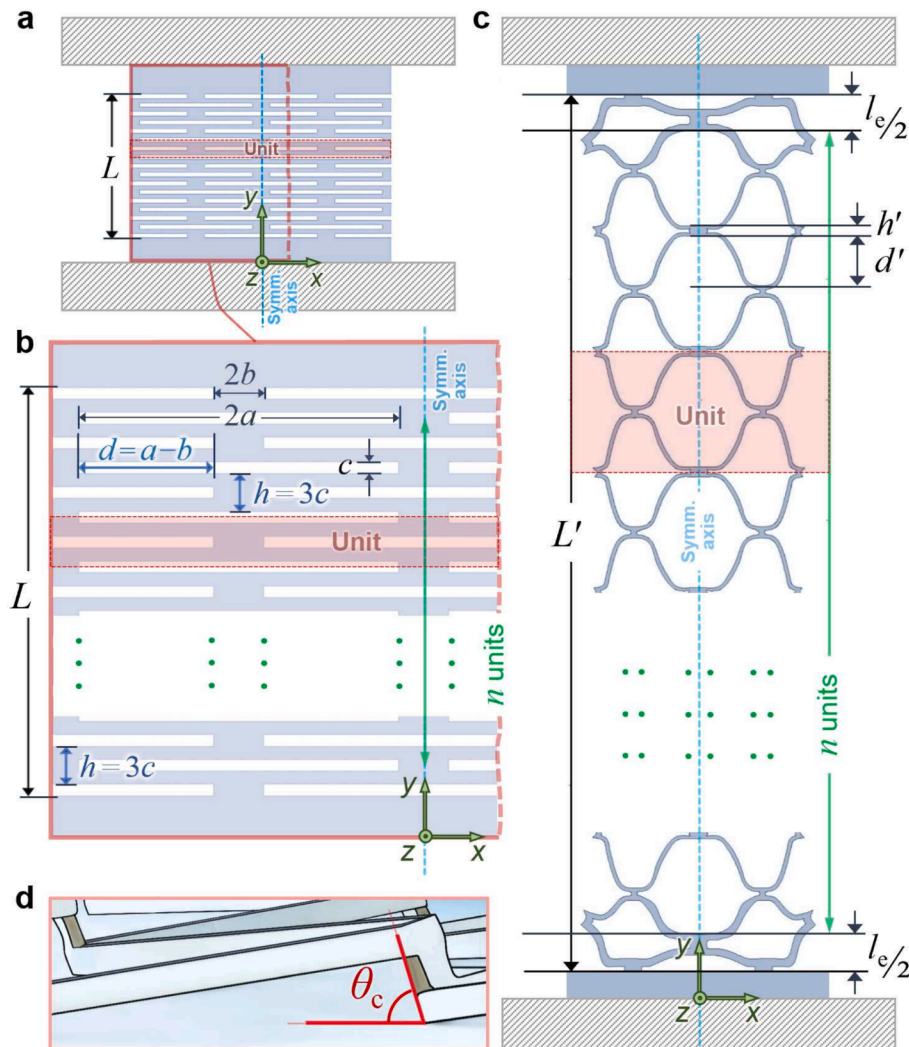 a
L
Unit
y
z
x
Symm.
axis
b
2b
Symm.
axis
2a
d=a−b
c
h=3c
Unit
L
n units
h=3c
y
z
x
c
lₑ/2
h′
d′
Unit
L′
Symm.
axis
n units
y
lₑ/2
z
x
d
θc